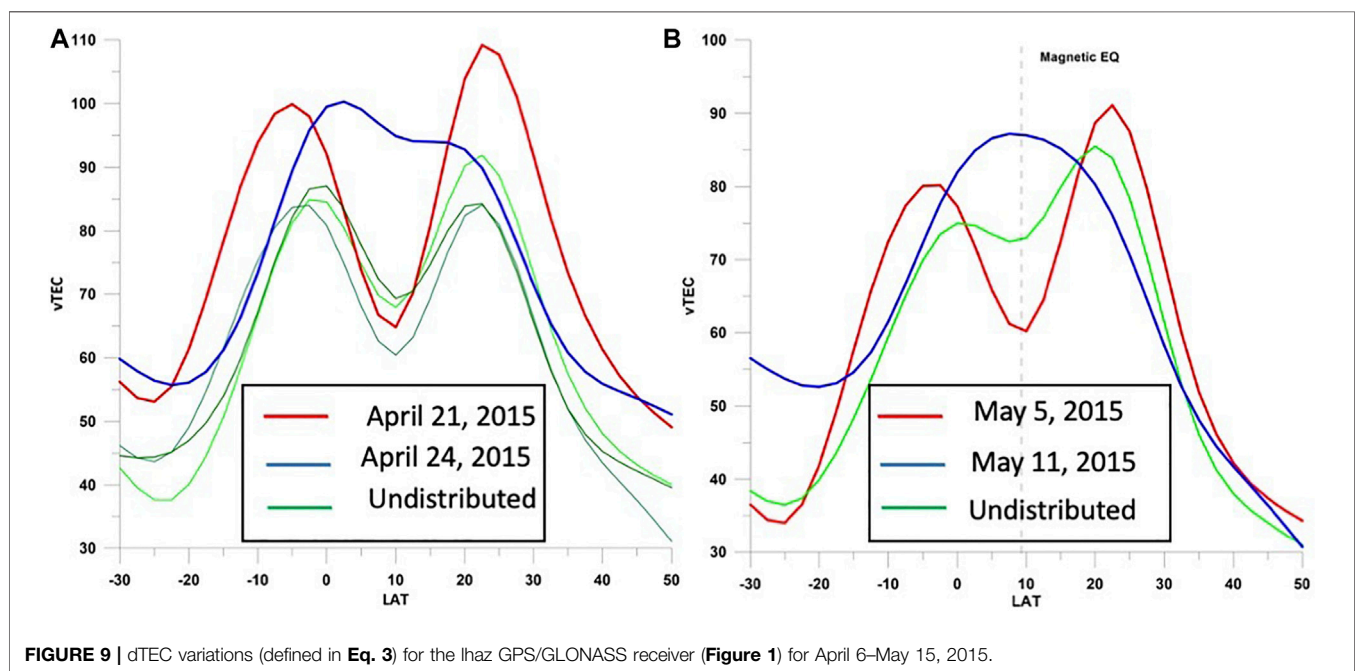 A
110
100
90
80
70
60
50
40
30
vTEC
-30 -20 -10 0 10 20 30 40 50
LAT
April 21, 2015
April 24, 2015
Undistributed
B
100
90
80
70
60
50
40
30
vTEC
Magnetic EQ
-30 -20 -10 0 10 20 30 40 50
LAT
May 5, 2015
May 11, 2015
Undistributed
FIGURE 9 | dTEC variations (defined in Eq. 3) for the Ihaz GPS/GLONASS receiver (Figure 1) for April 6–May 15, 2015.